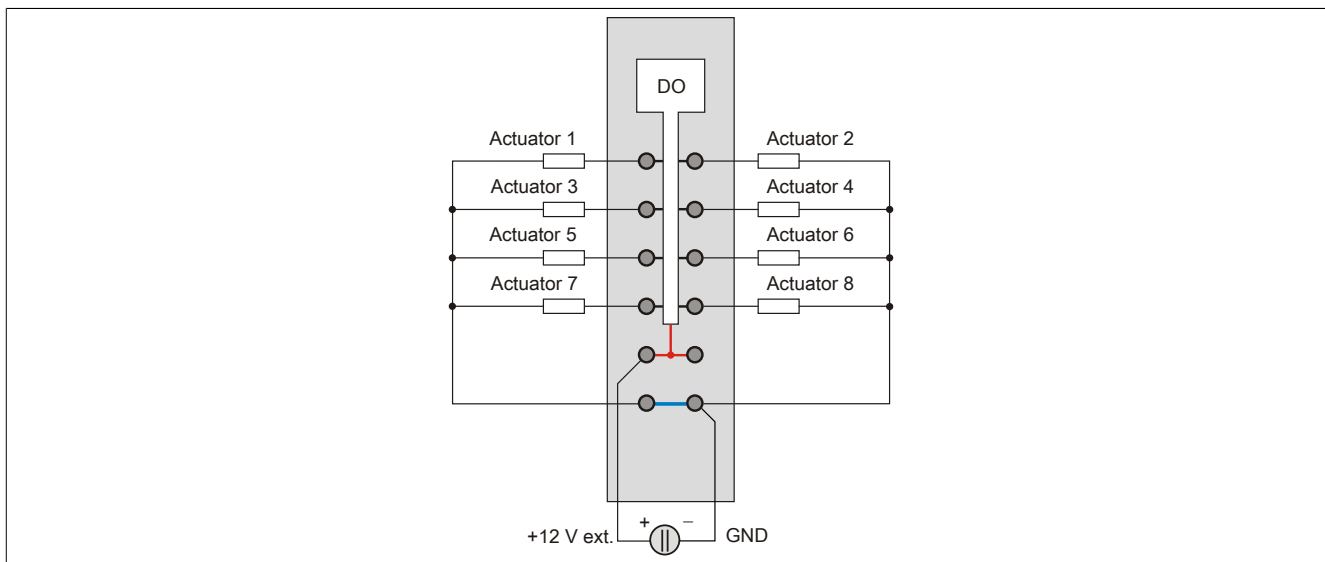 DO
Actuator 1
Actuator 2
Actuator 3
Actuator 4
Actuator 5
Actuator 6
Actuator 7
Actuator 8
+ −
+12 V ext.
GND